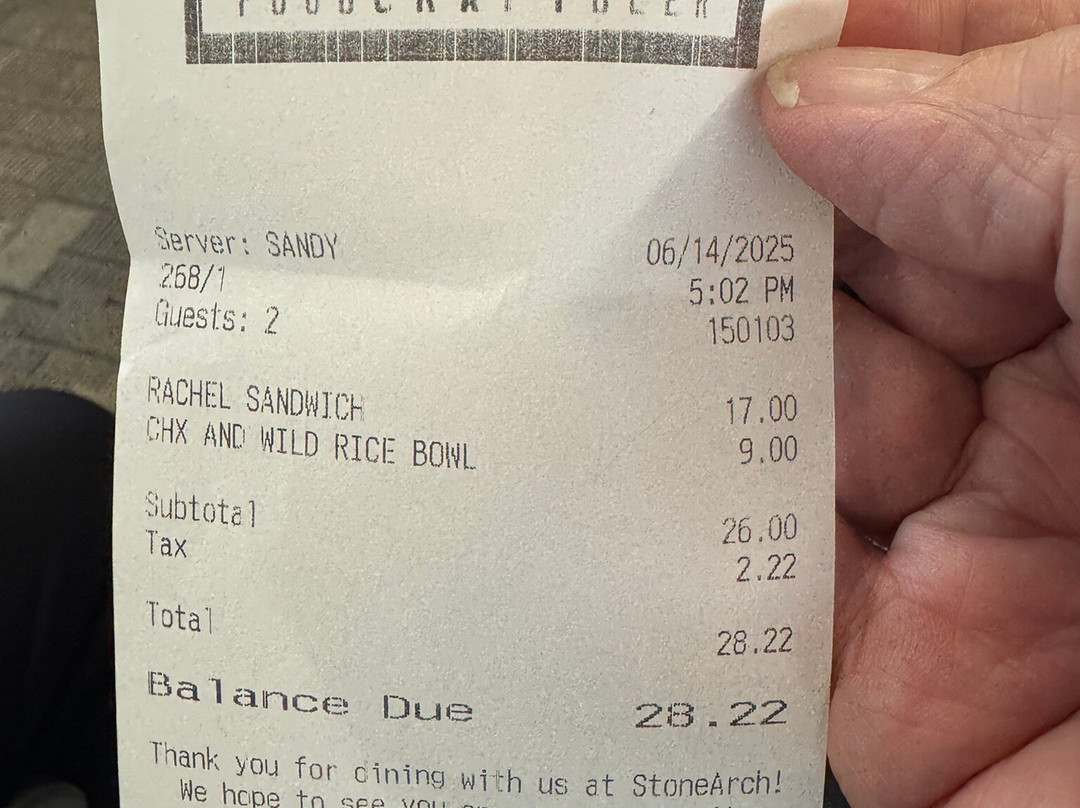 Server: SANDY 06/14/2025
268/1 5:02 PM
Guests: 2 150103
RACHEL SANDWICH 17.00
CHX AND WILD RICE BOWL 9.00
Subtotal 26.00
Tax 2.22
Total 28.22
Balance Due 28.22
Thank you for dining with us at StoneArch!
We hope to see you